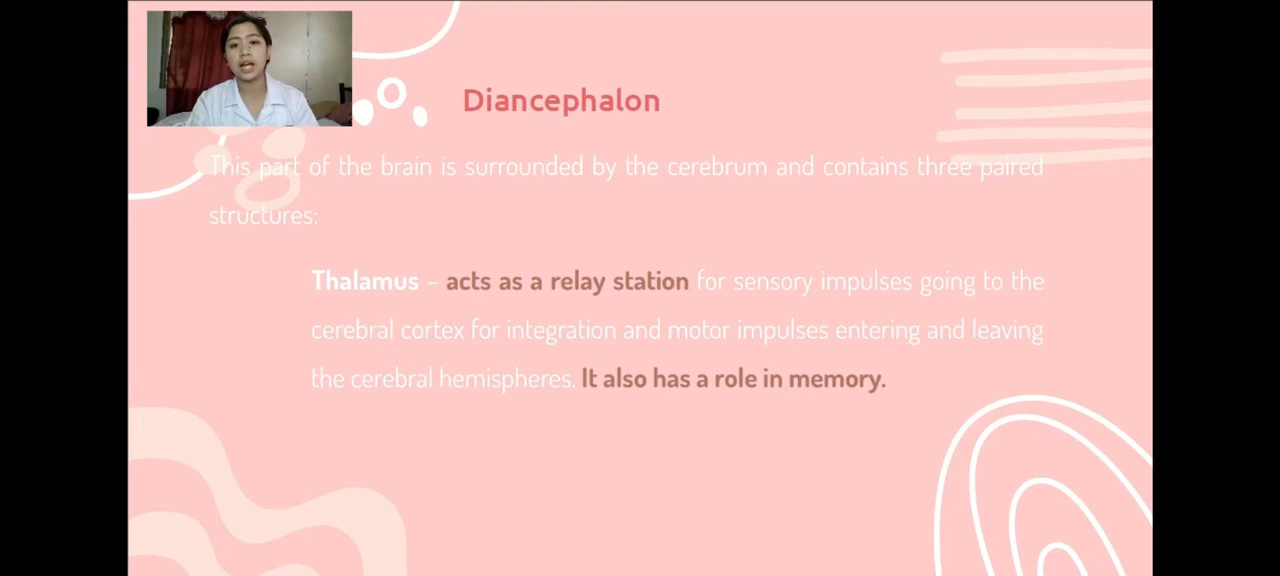 Diancephalon
This part of the brain is surrounded by the cerebrum and contains three paired
structures:
Thalamus – acts as a relay station for sensory impulses going to the
cerebral cortex for integration and motor impulses entering and leaving
the cerebral hemispheres. It also has a role in memory.